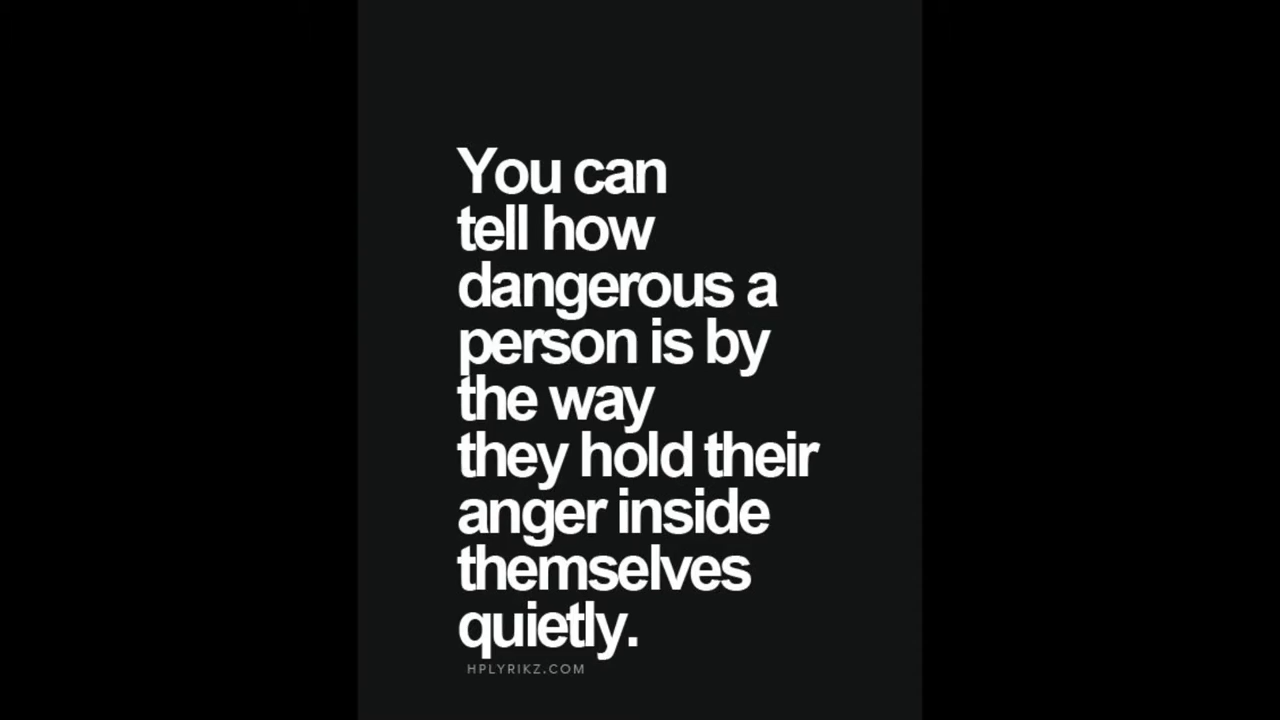 You can
tell how
dangerous a
person is by
the way
they hold their
anger inside
themselves
quietly.
HPLYRIKZ.COM